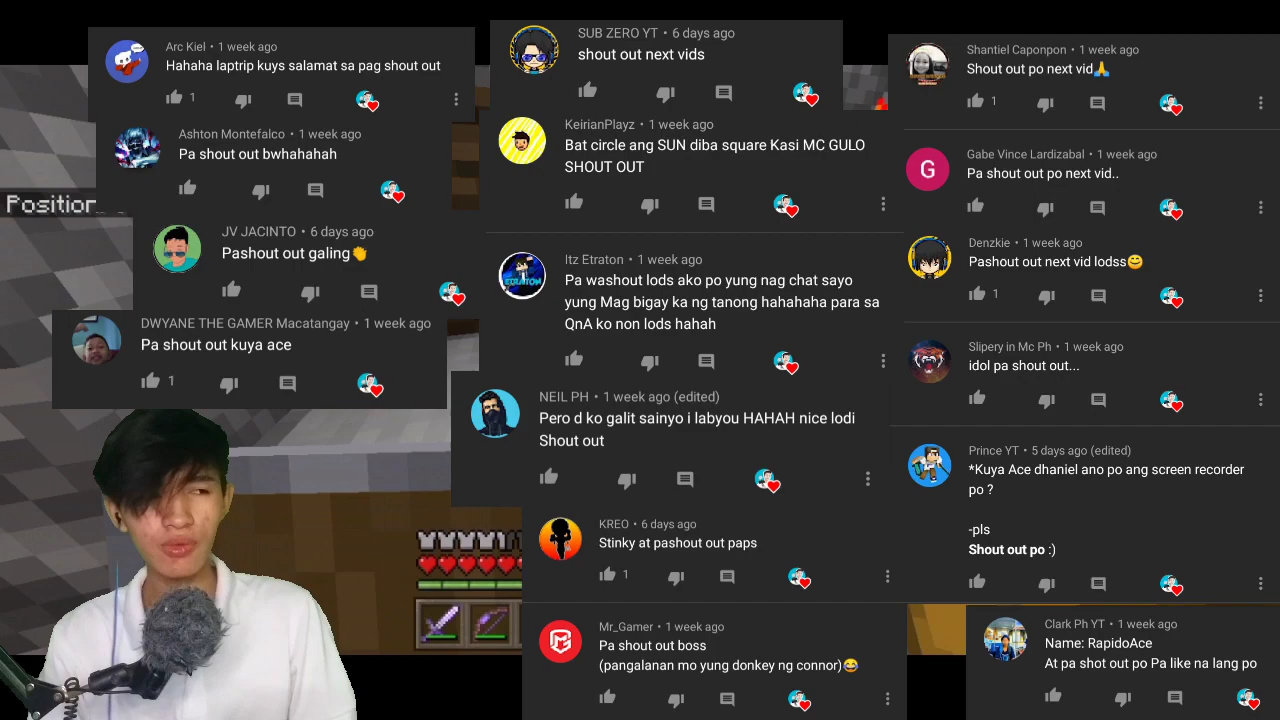 Arc Kiel • 1 week ago
Hahaha laptrip kuys salamat sa pag shout out
1
Ashton Montefalco • 1 week ago
Pa shout out bwhahahah
Position
JV JACINTO • 6 days ago
Pashout out galing👏
DWYANE THE GAMER Macatangay • 1 week ago
Pa shout out kuya ace
1
SUB ZERO YT • 6 days ago
shout out next vids
KeirianPlayz • 1 week ago
Bat circle ang SUN diba square Kasi MC GULO
SHOUT OUT
Itz Etraton • 1 week ago
ETRATON
Pa washout lods ako po yung nag chat sayo
yung Mag bigay ka ng tanong hahahaha para sa
QnA ko non lods hahah
NEIL PH • 1 week ago (edited)
Pero d ko galit sainyo i labyou HAHAH nice lodi
Shout out
KREO • 6 days ago
Stinky at pashout out paps
1
Mr_Gamer • 1 week ago
Pa shout out boss
(pangalanan mo yung donkey ng connor)😂
Shantiel Caponpon • 1 week ago
Shout out po next vid🙏
1
G
Gabe Vince Lardizabal • 1 week ago
Pa shout out po next vid..
Denzkie • 1 week ago
Pashout out next vid lodss😊
1
Slipery in Mc Ph • 1 week ago
idol pa shout out...
Prince YT • 5 days ago (edited)
*Kuya Ace dhaniel ano po ang screen recorder
po ?
-pls
Shout out po :)
Clark Ph YT • 1 week ago
Name: RapidoAce
At pa shot out po Pa like na lang po